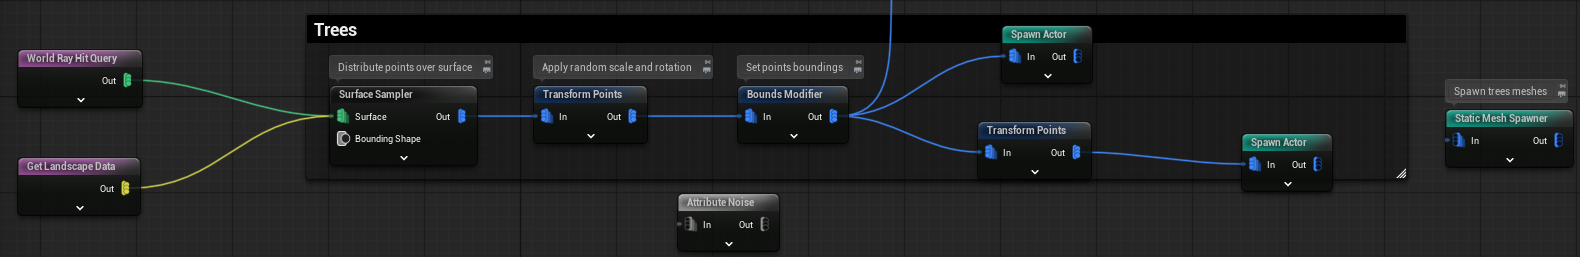 Trees
World Ray Hit Query
Out
Get Landscape Data
Out
Distribute points over surface
Surface Sampler
Surface Out
Bounding Shape
Apply random scale and rotation
Transform Points
In Out
Set points boundings
Bounds Modifier
In Out
Attribute Noise
In Out
Spawn Actor
In Out
Transform Points
In Out
Spawn Actor
In Out
Spawn trees meshes
Static Mesh Spawner
In Out